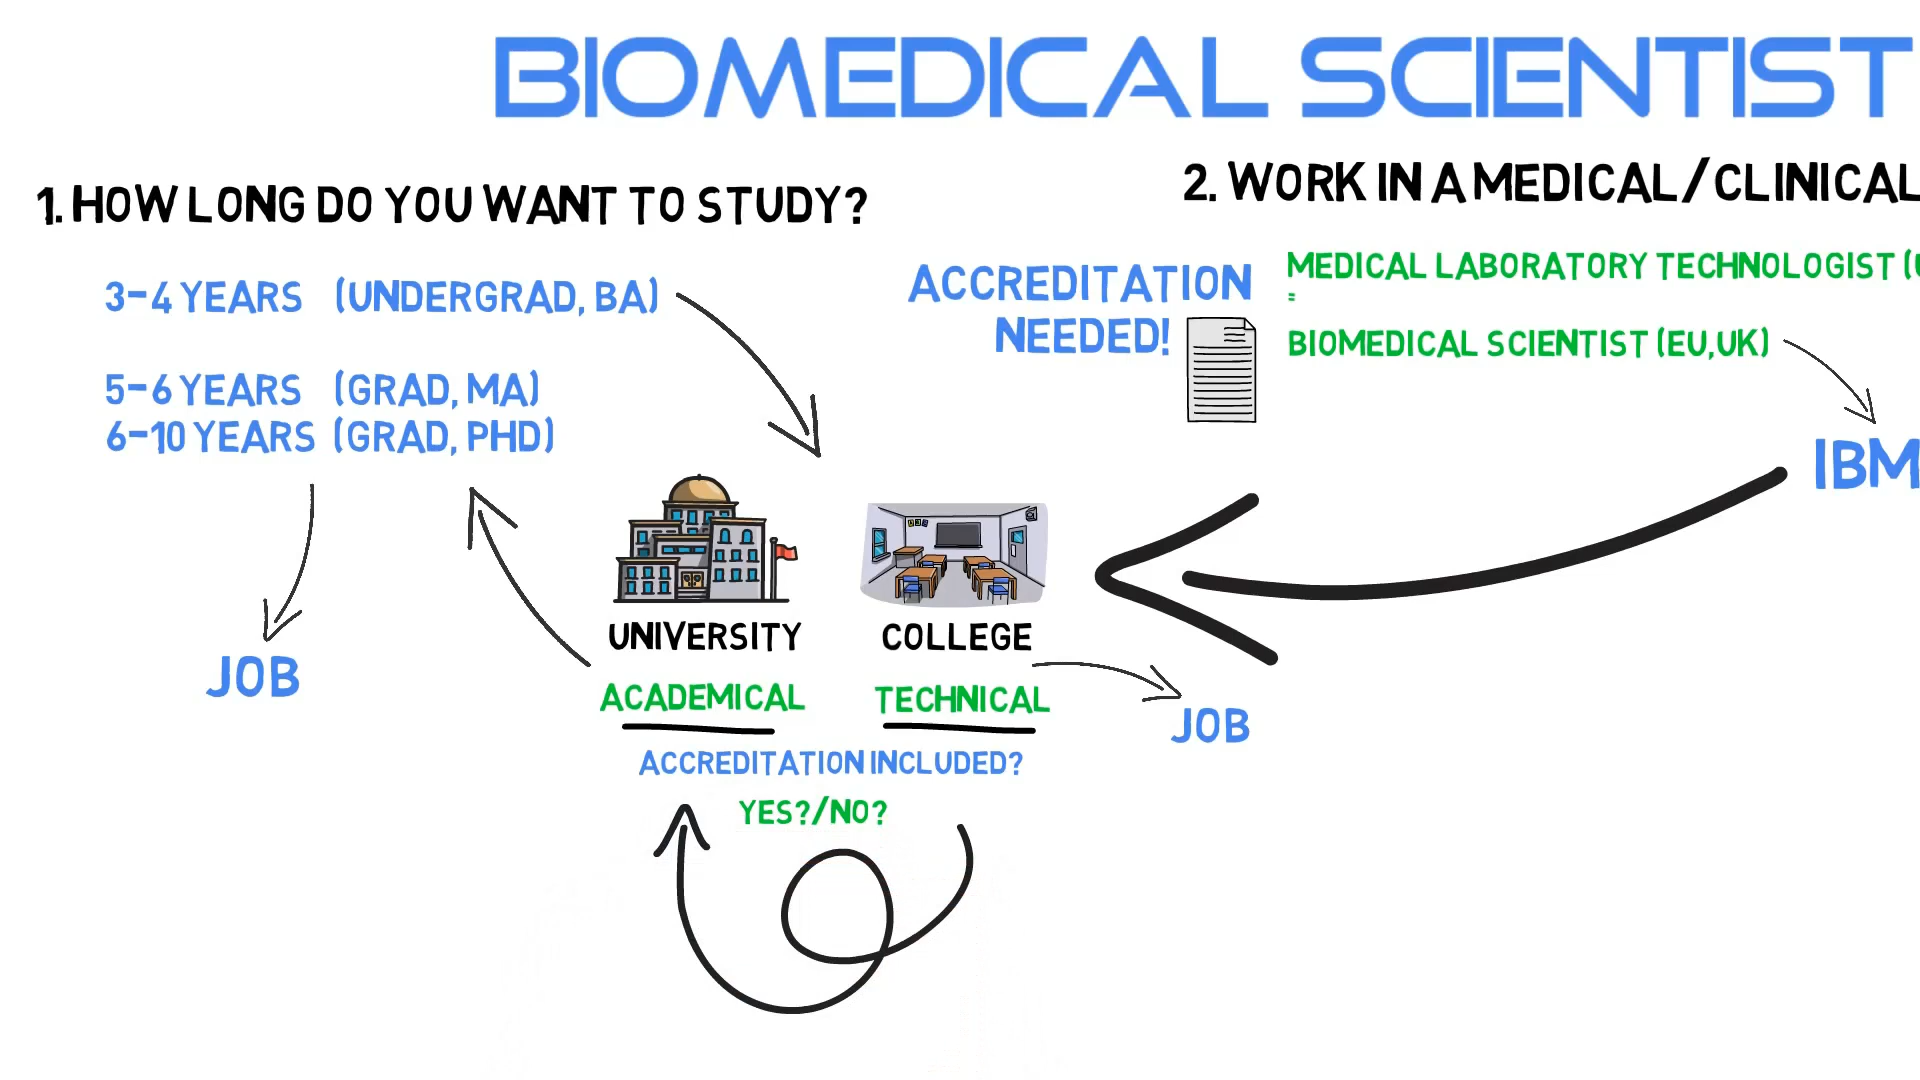 BIOMEDICAL SCIENTIST
1. HOW LONG DO YOU WANT TO STUDY?
3-4 YEARS (UNDERGRAD, BA)
5-6 YEARS (GRAD, MA)
6-10 YEARS (GRAD, PHD)
JOB
2. WORK IN A MEDICAL/CLINICAL
ACCREDITATION
NEEDED!
MEDICAL LABORATORY TECHNOLOGIST (
=
BIOMEDICAL SCIENTIST (EU,UK)
IBM
UNIVERSITY
ACADEMICAL
COLLEGE
TECHNICAL
JOB
ACCREDITATION INCLUDED?
YES?/NO?